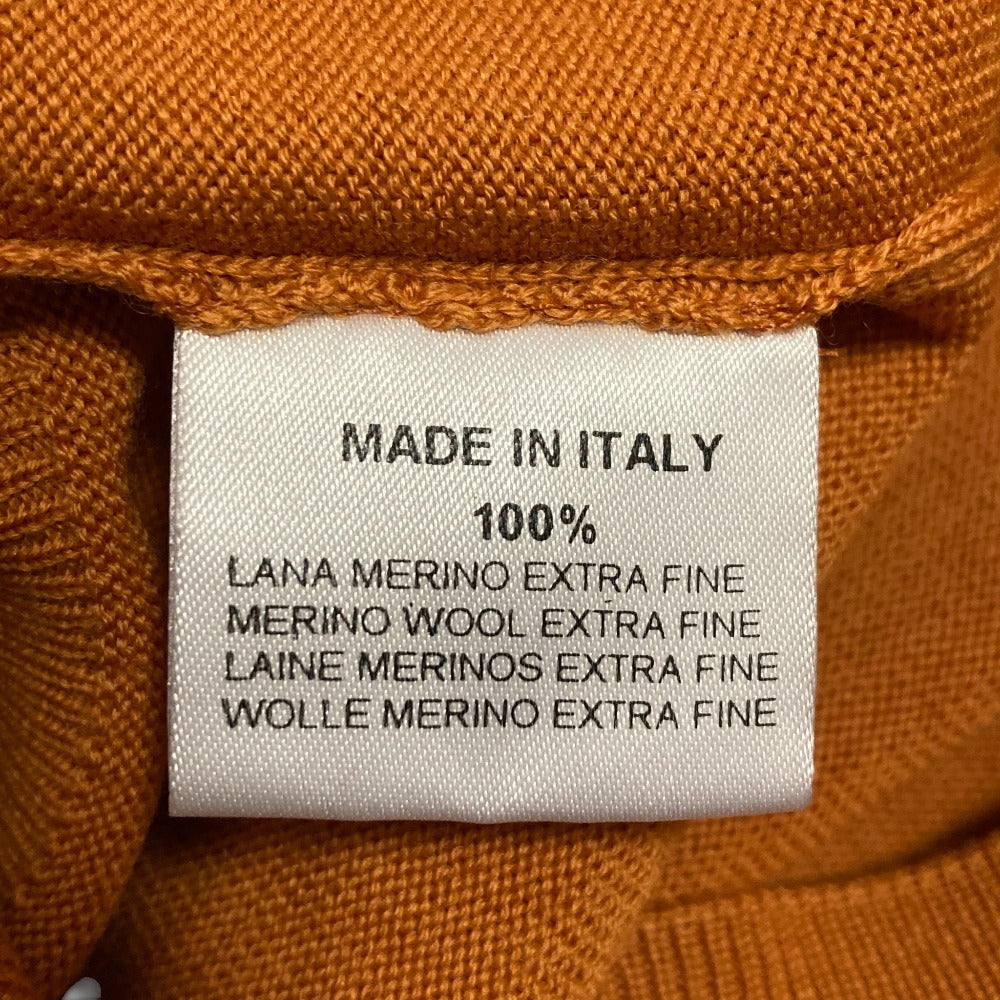 MADE IN ITALY
100%
LANA MERINO EXTRA FINE
MERINO WOOL EXTRA FINE
LAINE MERINOS EXTRA FINE
WOLLE MERINO EXTRA FINE